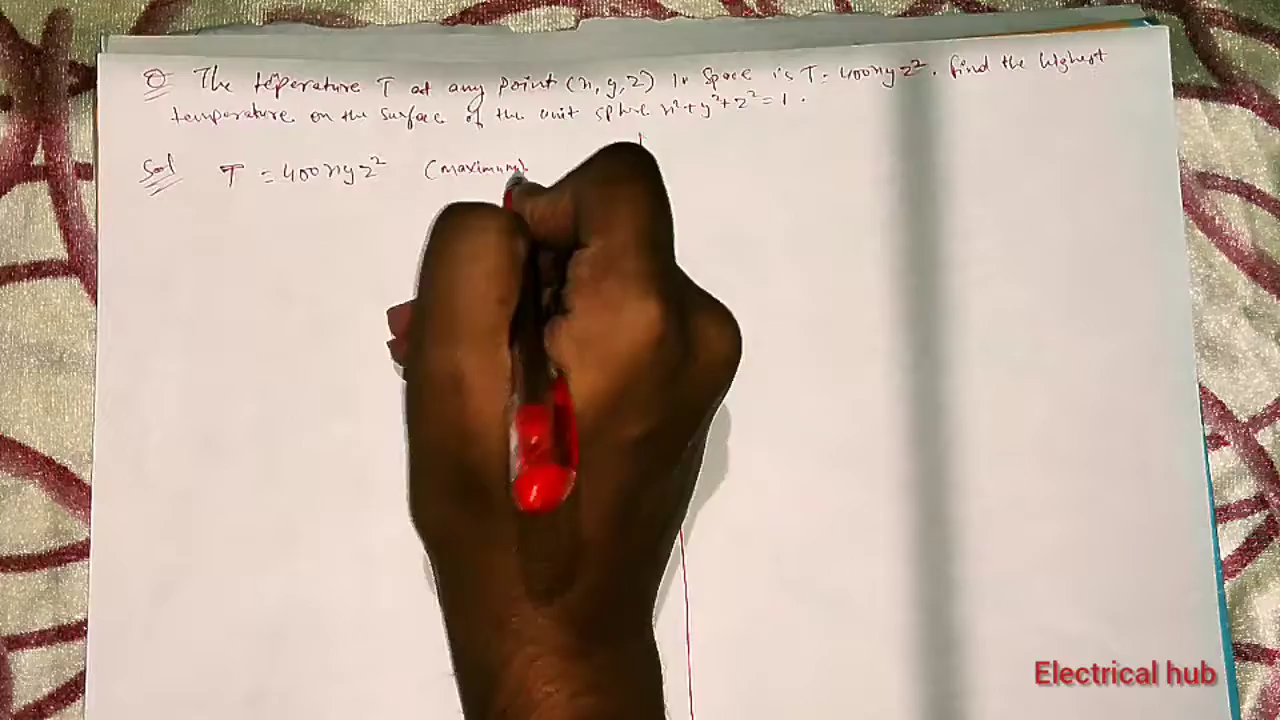 Q The teperature T at any point (x, y, z) in space is T = 400xyz². find the highest
temperature on the surface of the unit sphere x²+y²+z² = 1.
Sol T = 400xyz² (maximum)
Electrical hub